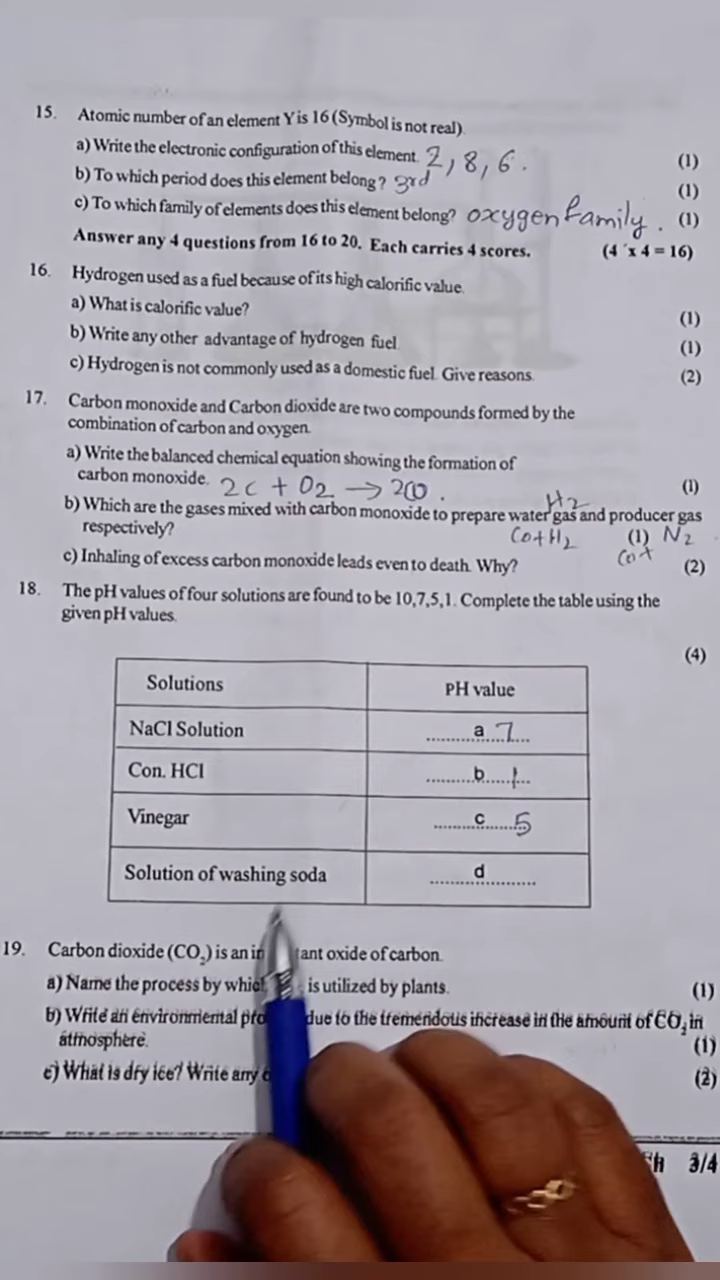 15. Atomic number of an element Y is 16 (Symbol is not real).
a) Write the electronic configuration of this element. 2, 8, 6. (1)
b) To which period does this element belong? 3rd (1)
c) To which family of elements does this element belong? oxygen family. (1)
Answer any 4 questions from 16 to 20. Each carries 4 scores. (4 x 4 = 16)
16. Hydrogen used as a fuel because of its high calorific value.
a) What is calorific value? (1)
b) Write any other advantage of hydrogen fuel. (1)
c) Hydrogen is not commonly used as a domestic fuel. Give reasons. (2)
17. Carbon monoxide and Carbon dioxide are two compounds formed by the
combination of carbon and oxygen.
a) Write the balanced chemical equation showing the formation of
carbon monoxide. 2C + O2 → 2CO. (1)
H2
b) Which are the gases mixed with carbon monoxide to prepare water gas and producer gas
respectively? CO+H2 (1) N2
CO+
c) Inhaling of excess carbon monoxide leads even to death. Why? (2)
18. The pH values of four solutions are found to be 10,7,5,1. Complete the table using the
given pH values.
(4)
Solutions PH value
NaCl Solution a 7
Con. HCl b 1
Vinegar c 5
Solution of washing soda d
19. Carbon dioxide (CO₂) is an in tant oxide of carbon.
a) Name the process by whic is utilized by plants. (1)
b) Write an environmental pro due to the tremendous increase in the amount of CO₂ in
atmosphere. (1)
c) What is dry ice? Write any (2)
3/4